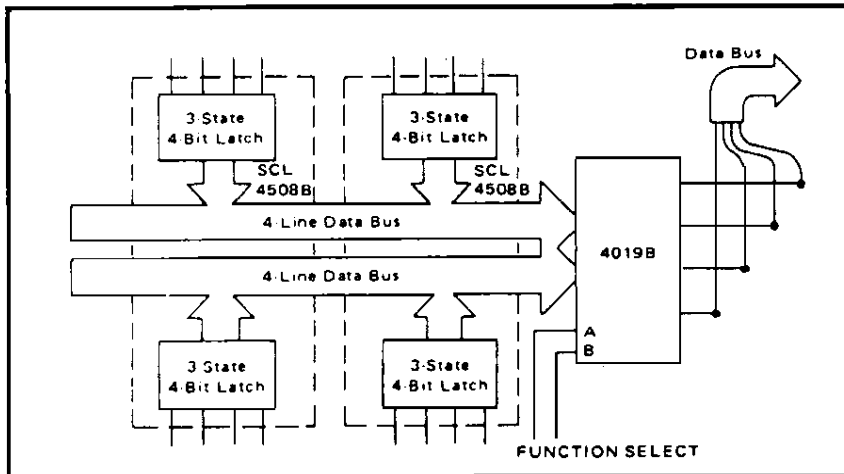 Data Bus
3-State
4-Bit Latch
3-State
4-Bit Latch
SCL
4508B
SCL
4508B
4-Line Data Bus
4-Line Data Bus
4019B
A
B
3-State
4-Bit Latch
3-State
4-Bit Latch
FUNCTION SELECT